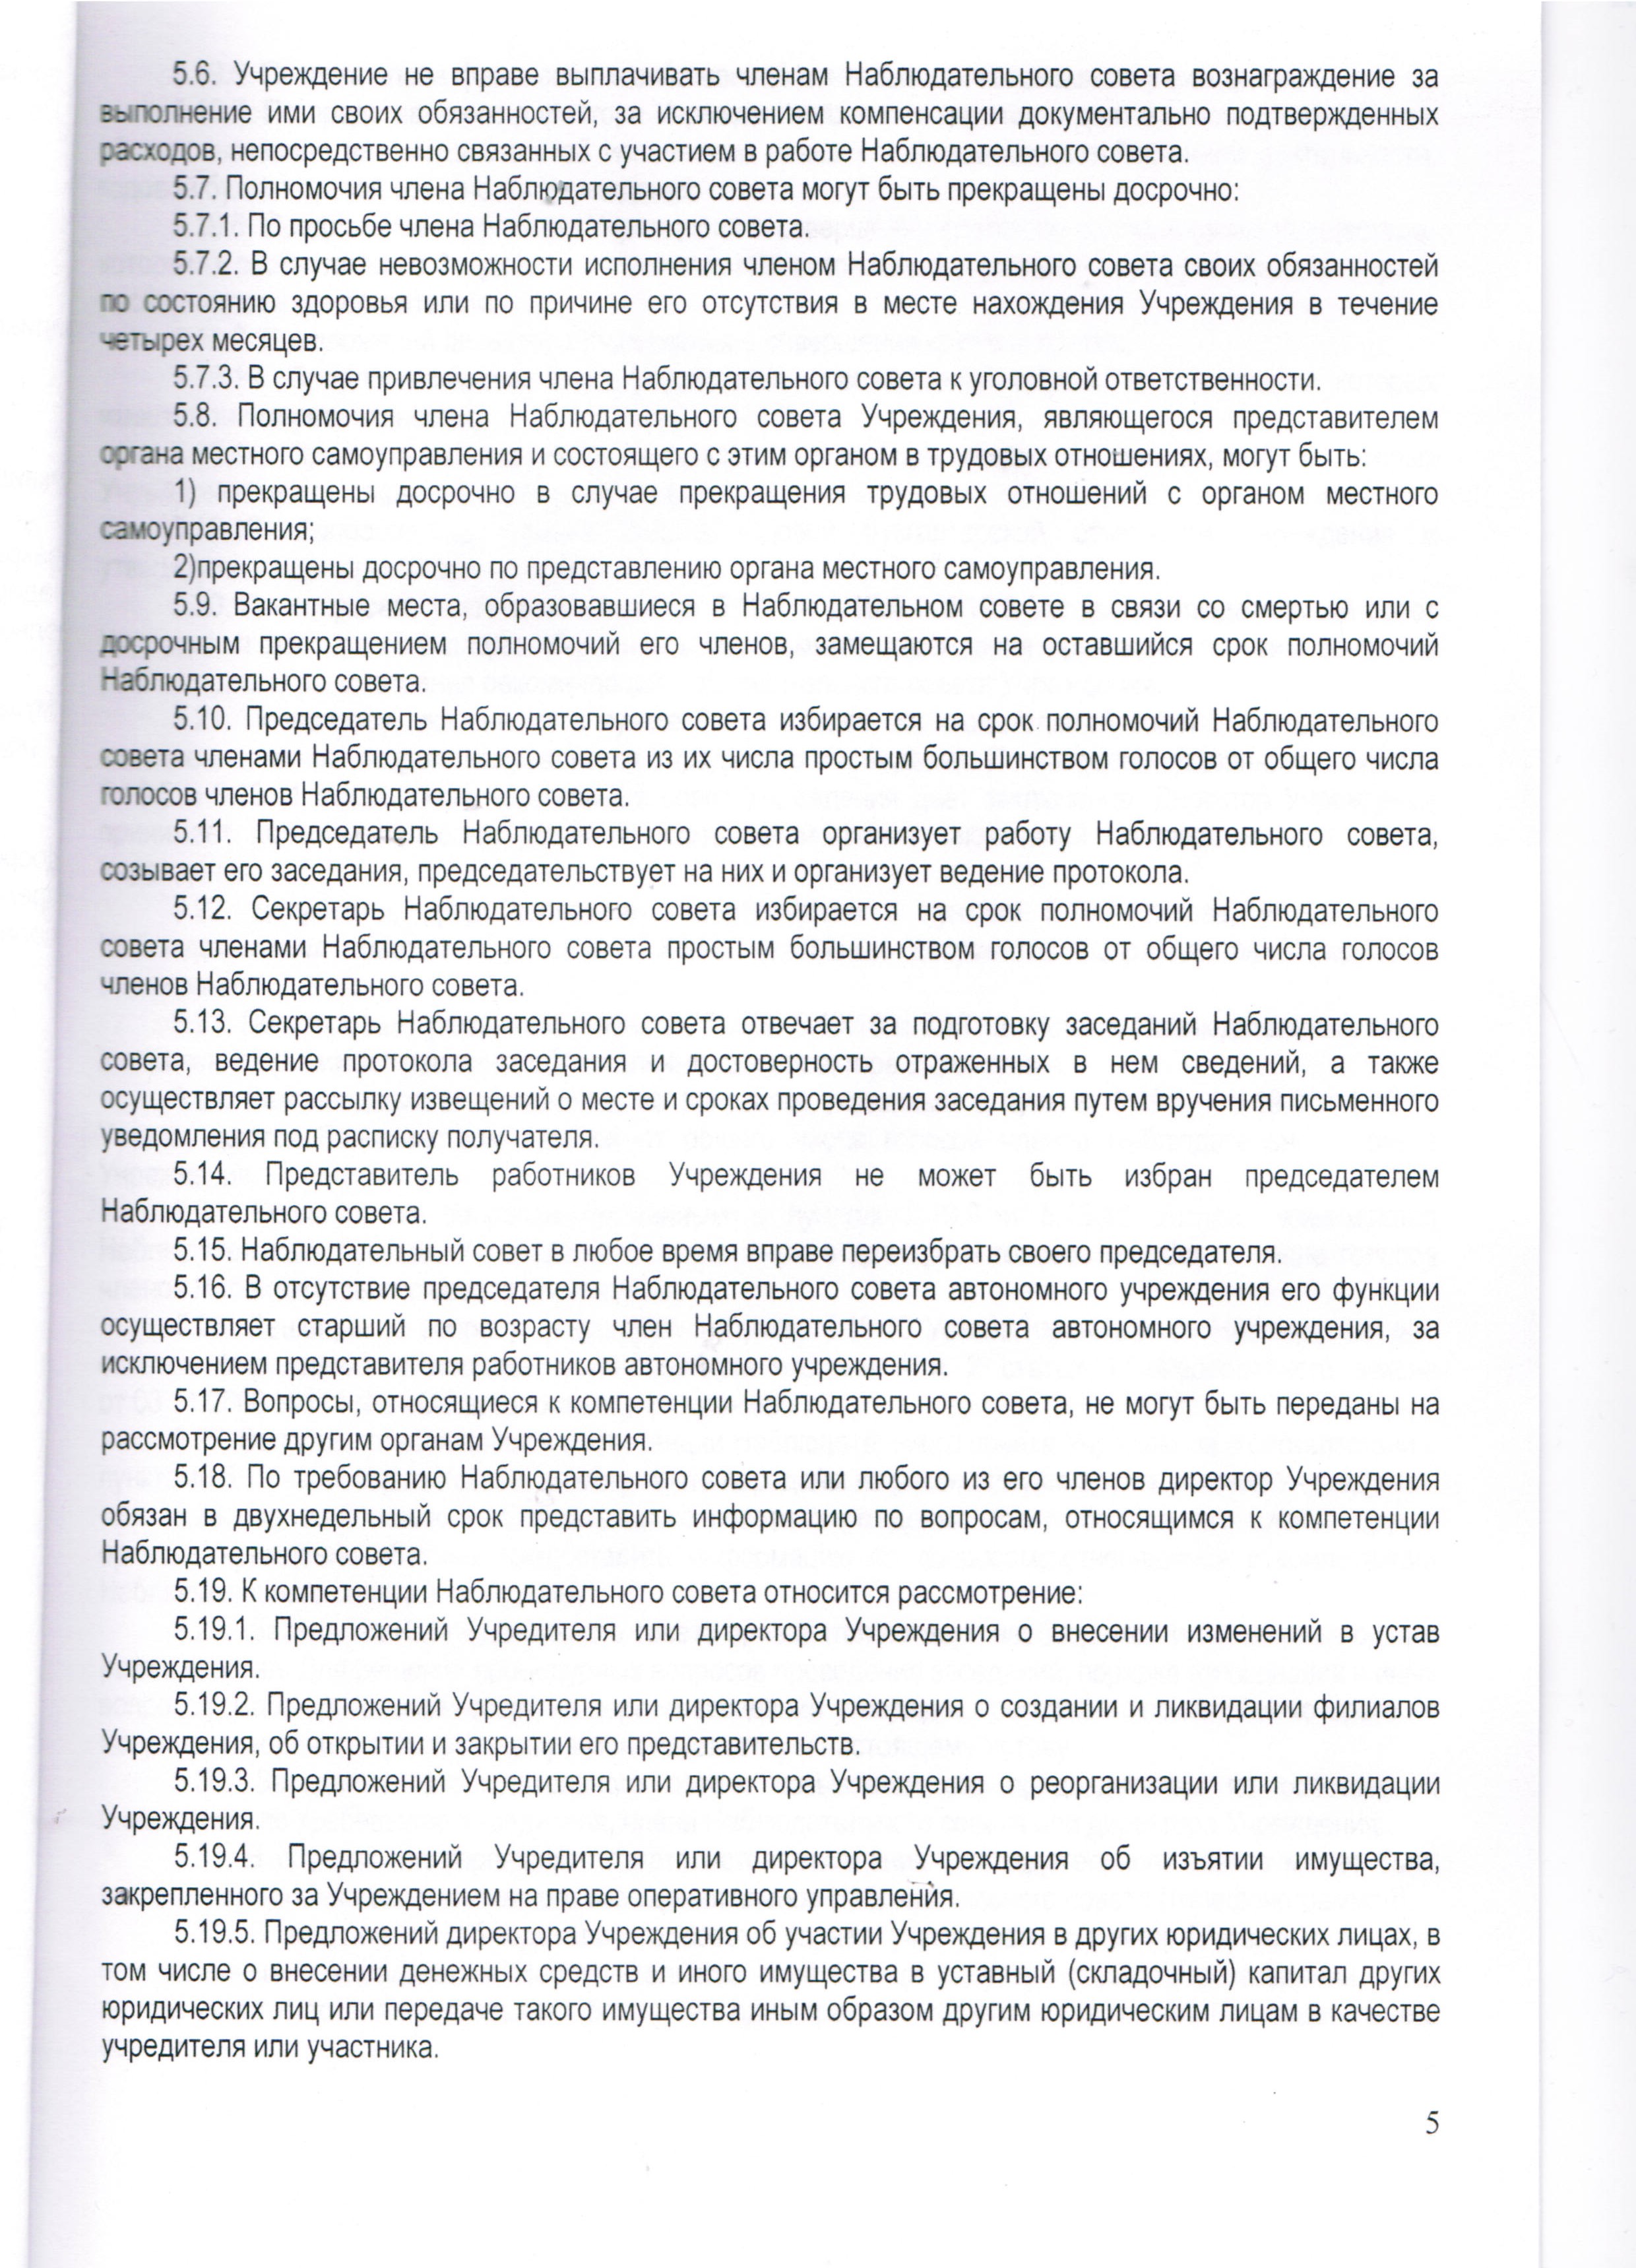 5.6. Учреждение не вправе выплачивать членам Наблюдательного совета вознаграждение за
выполнение ими своих обязанностей, за исключением компенсации документально подтвержденных
расходов, непосредственно связанных с участием в работе Наблюдательного совета.
5.7. Полномочия члена Наблюдательного совета могут быть прекращены досрочно:
5.7.1. По просьбе члена Наблюдательного совета.
5.7.2. В случае невозможности исполнения членом Наблюдательного совета своих обязанностей
по состоянию здоровья или по причине его отсутствия в месте нахождения Учреждения в течение
четырех месяцев.
5.7.3. В случае привлечения члена Наблюдательного совета к уголовной ответственности.
5.8. Полномочия члена Наблюдательного совета Учреждения, являющегося представителем
органа местного самоуправления и состоящего с этим органом в трудовых отношениях, могут быть:
1) прекращены досрочно в случае прекращения трудовых отношений с органом местного
самоуправления;
2)прекращены досрочно по представлению органа местного самоуправления.
5.9. Вакантные места, образовавшиеся в Наблюдательном совете в связи со смертью или с
досрочным прекращением полномочий его членов, замещаются на оставшийся срок полномочий
Наблюдательного совета.
5.10. Председатель Наблюдательного совета избирается на срок полномочий Наблюдательного
совета членами Наблюдательного совета из их числа простым большинством голосов от общего числа
голосов членов Наблюдательного совета.
5.11. Председатель Наблюдательного совета организует работу Наблюдательного совета,
созывает его заседания, председательствует на них и организует ведение протокола.
5.12. Секретарь Наблюдательного совета избирается на срок полномочий Наблюдательного
совета членами Наблюдательного совета простым большинством голосов от общего числа голосов
членов Наблюдательного совета.
5.13. Секретарь Наблюдательного совета отвечает за подготовку заседаний Наблюдательного
совета, ведение протокола заседания и достоверность отраженных в нем сведений, а также
осуществляет рассылку извещений о месте и сроках проведения заседания путем вручения письменного
уведомления под расписку получателя.
5.14. Представитель работников Учреждения не может быть избран председателем
Наблюдательного совета.
5.15. Наблюдательный совет в любое время вправе переизбрать своего председателя.
5.16. В отсутствие председателя Наблюдательного совета автономного учреждения его функции
осуществляет старший по возрасту член Наблюдательного совета автономного учреждения, за
исключением представителя работников автономного учреждения.
5.17. Вопросы, относящиеся к компетенции Наблюдательного совета, не могут быть переданы на
рассмотрение другим органам Учреждения.
5.18. По требованию Наблюдательного совета или любого из его членов директор Учреждения
обязан в двухнедельный срок представить информацию по вопросам, относящимся к компетенции
Наблюдательного совета.
5.19. К компетенции Наблюдательного совета относится рассмотрение:
5.19.1. Предложений Учредителя или директора Учреждения о внесении изменений в устав
Учреждения.
5.19.2. Предложений Учредителя или директора Учреждения о создании и ликвидации филиалов
Учреждения, об открытии и закрытии его представительств.
5.19.3. Предложений Учредителя или директора Учреждения о реорганизации или ликвидации
Учреждения.
5.19.4. Предложений Учредителя или директора Учреждения об изъятии имущества,
закрепленного за Учреждением на праве оперативного управления.
5.19.5. Предложений директора Учреждения об участии Учреждения в других юридических лицах, в
том числе о внесении денежных средств и иного имущества в уставный (складочный) капитал других
юридических лиц или передаче такого имущества иным образом другим юридическим лицам в качестве
учредителя или участника.
5